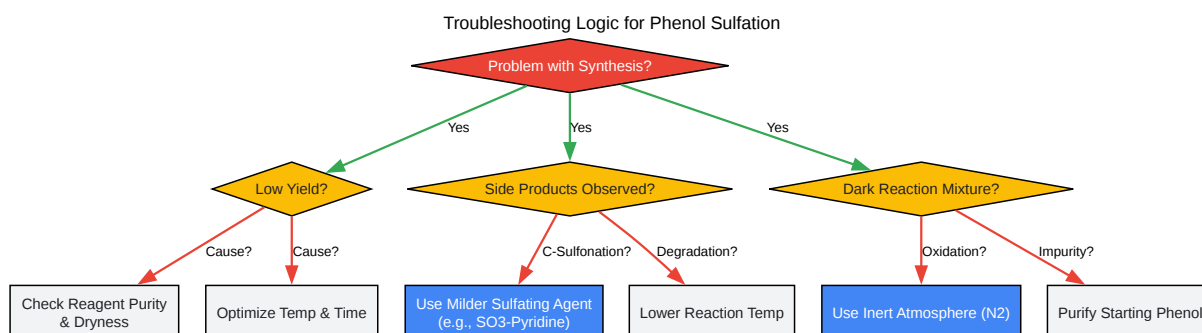 Troubleshooting Logic for Phenol Sulfation
Problem with Synthesis?
Yes
Yes
Yes
Low Yield?
Side Products Observed?
Dark Reaction Mixture?
Cause?
Cause?
C-Sulfonation?
Degradation?
Oxidation?
Impurity?
Check Reagent Purity
& Dryness
Optimize Temp & Time
Use Milder Sulfating Agent
(e.g., SO3-Pyridine)
Lower Reaction Temp
Use Inert Atmosphere (N2)
Purify Starting Phenol